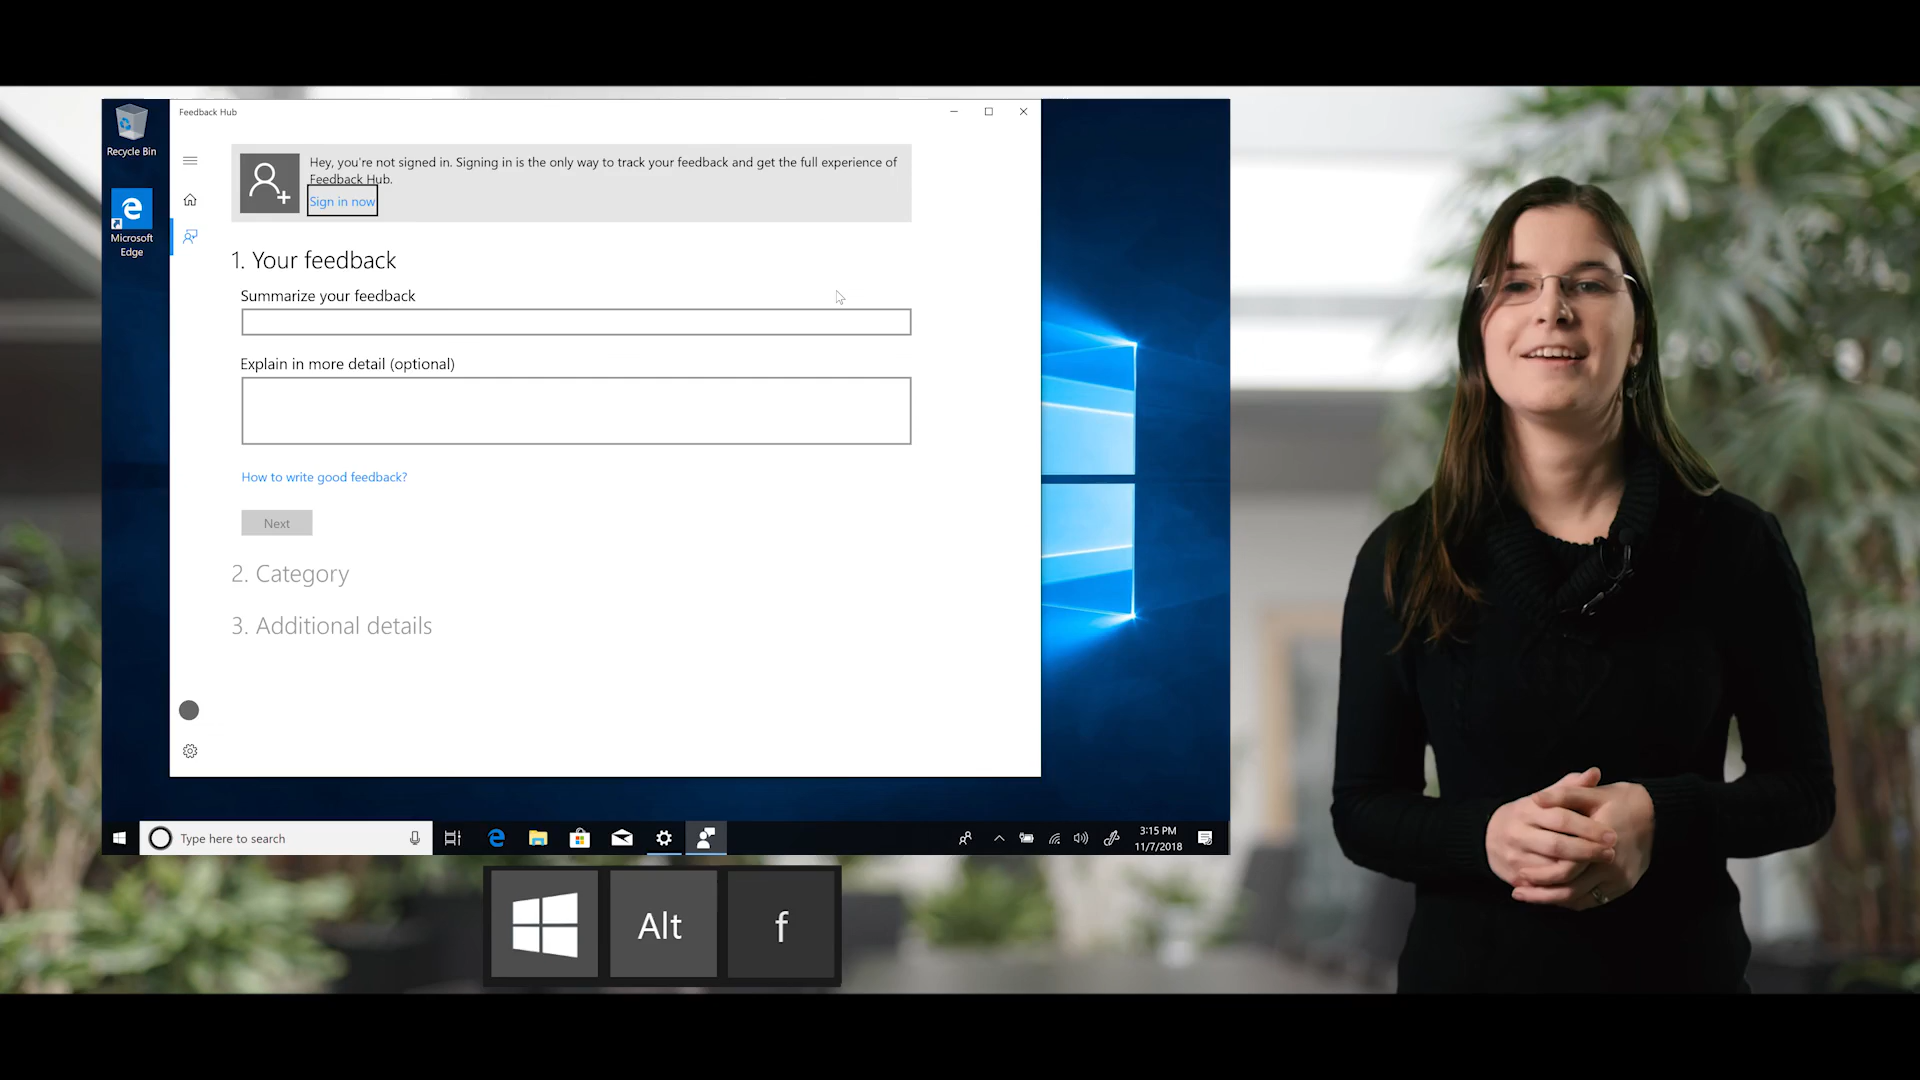 Recycle Bin
Microsoft
Edge
Feedback Hub
Hey, you're not signed in. Signing in is the only way to track your feedback and get the full experience of
Feedback Hub.
Sign in now
1. Your feedback
Summarize your feedback
Explain in more detail (optional)
How to write good feedback?
Next
2. Category
3. Additional details
Type here to search
3:15 PM
11/7/2018
Alt
f